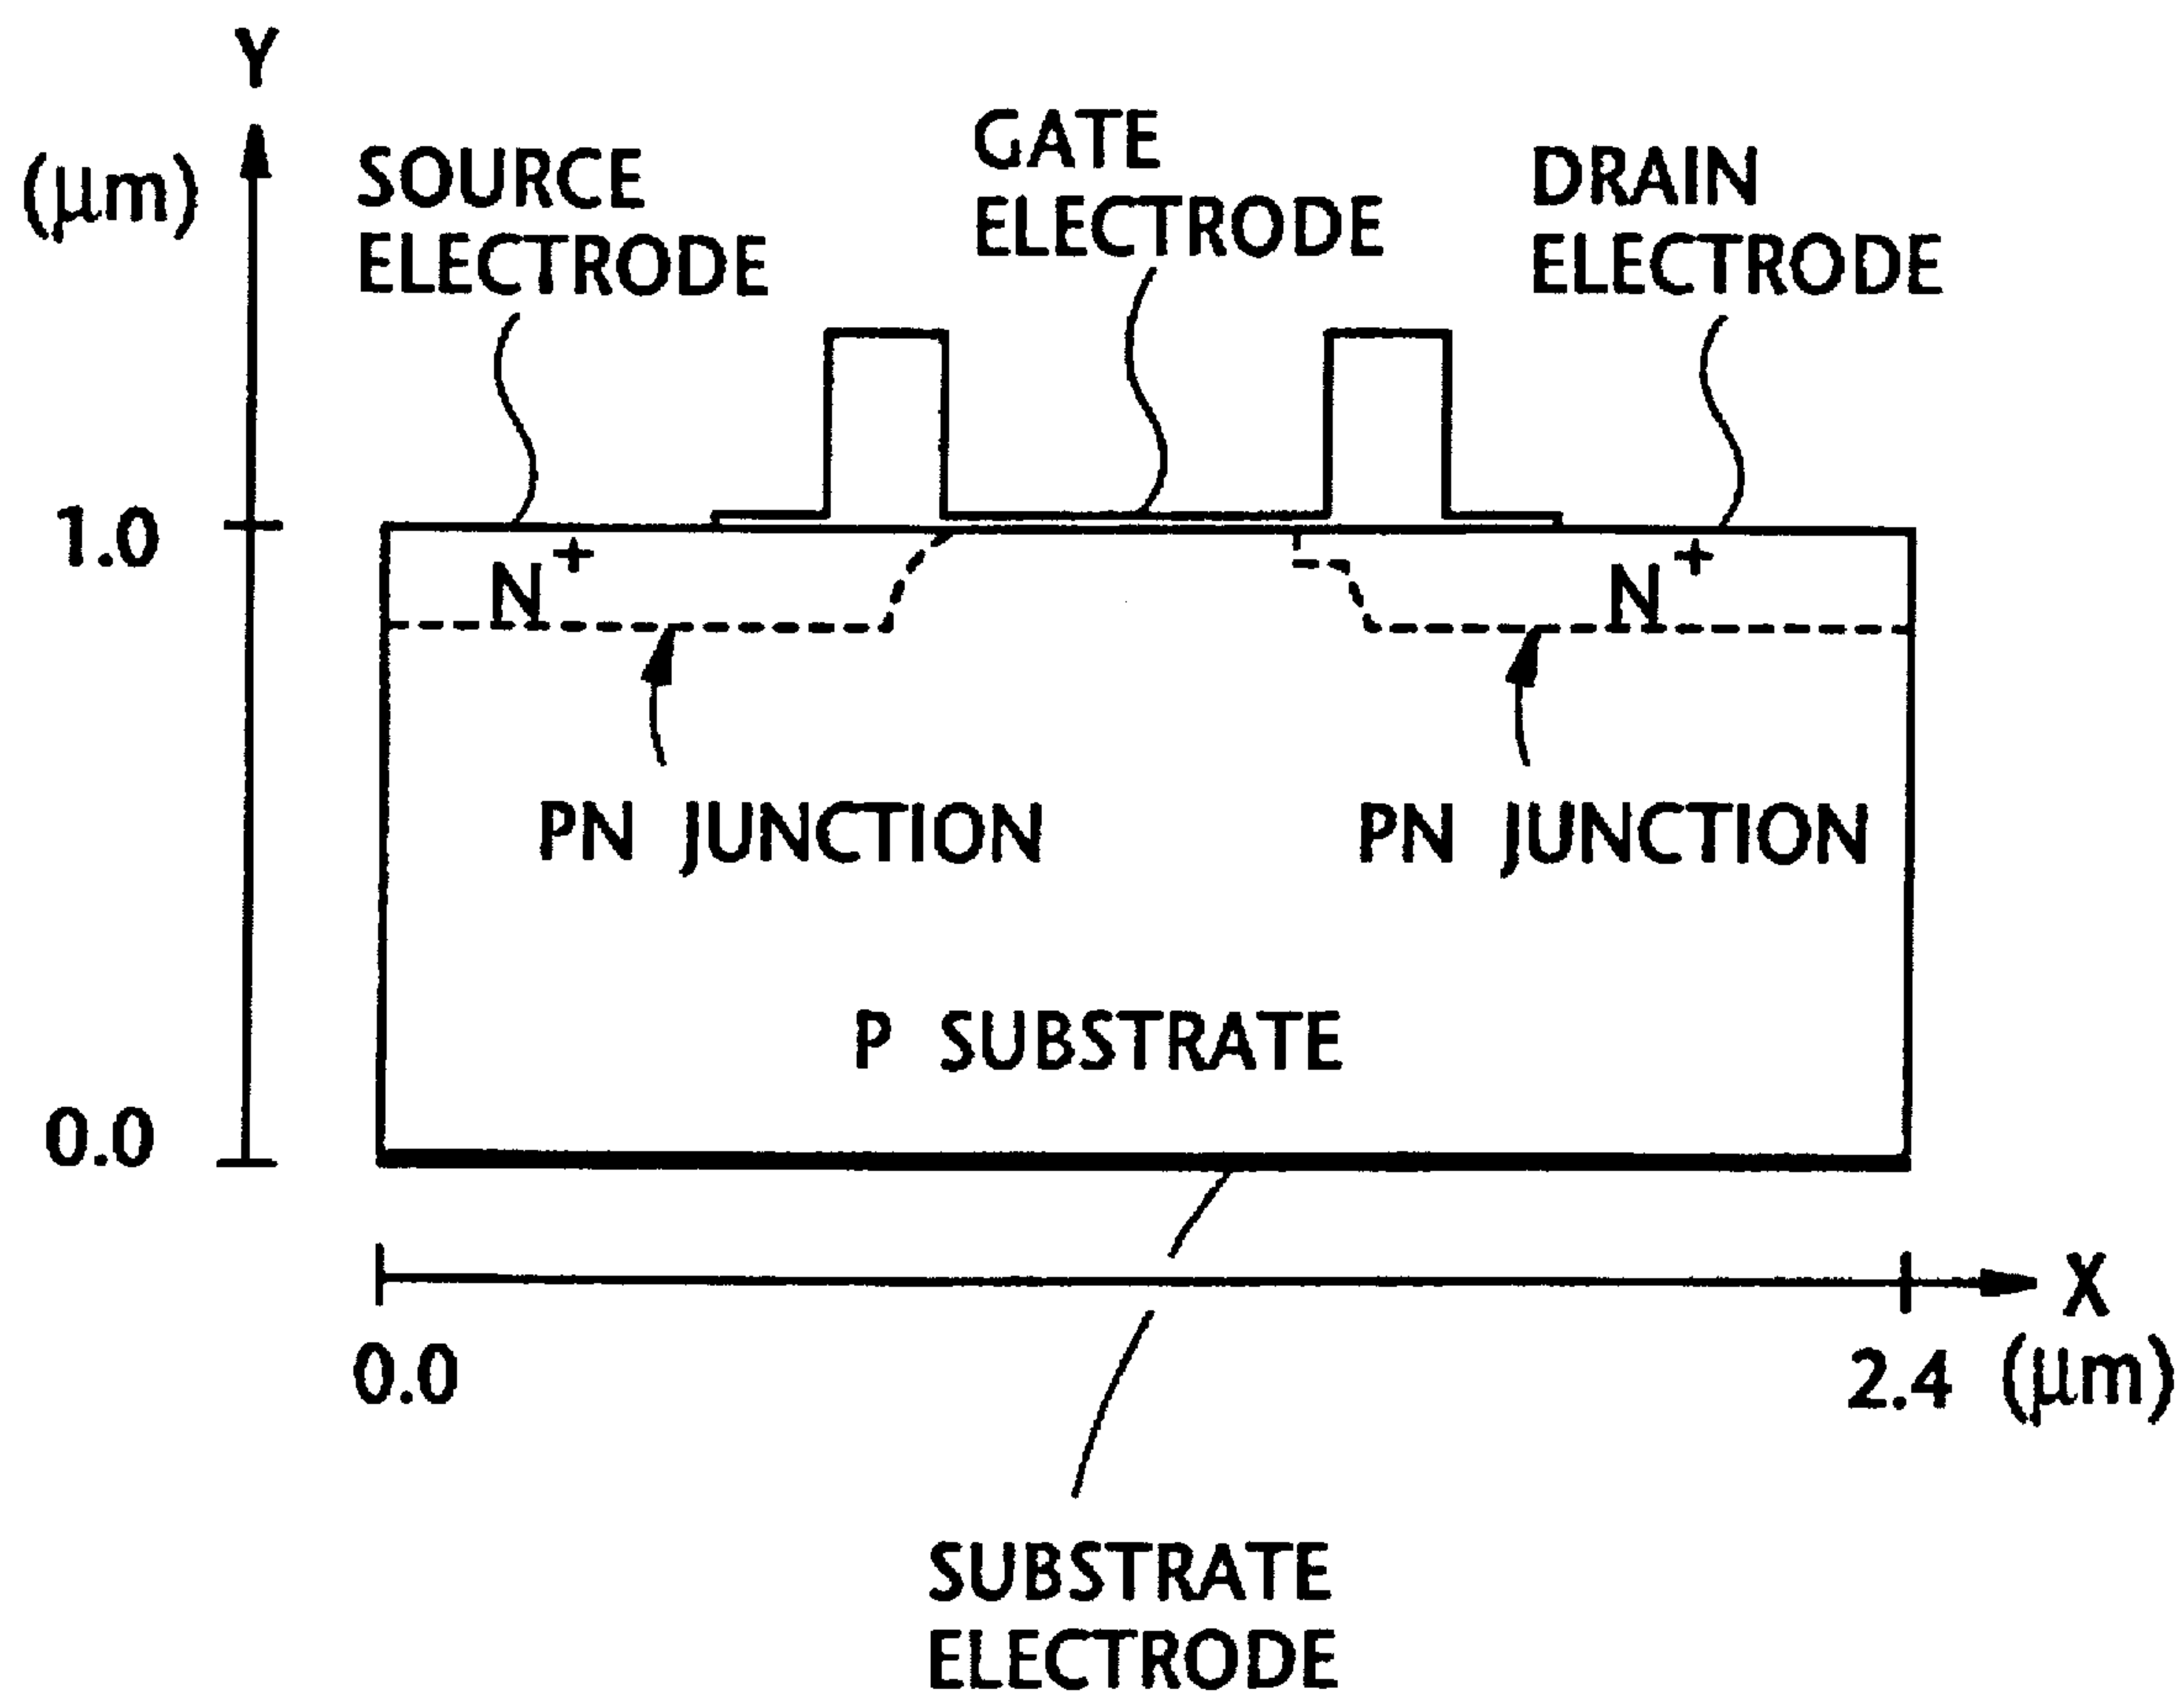 Y
(μm)
SOURCE
ELECTRODE
GATE
ELECTRODE
DRAIN
ELECTRODE
1.0
N+
N+
PN JUNCTION
PN JUNCTION
P SUBSTRATE
0.0
X
0.0
2.4 (μm)
SUBSTRATE
ELECTRODE